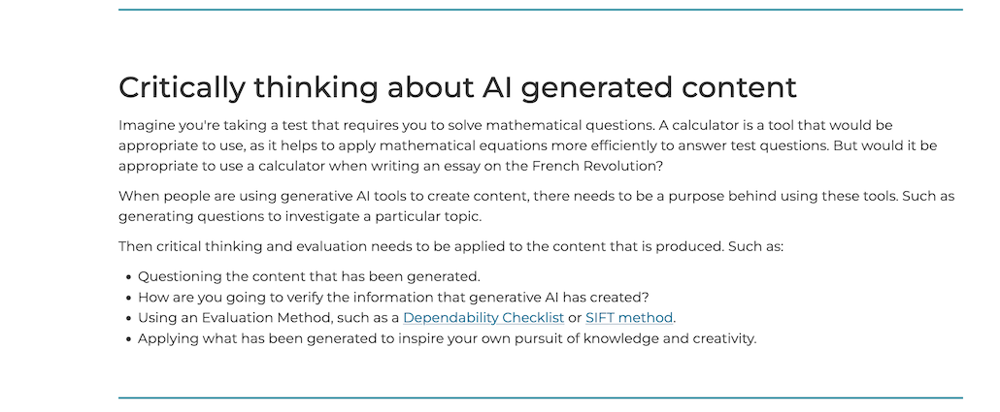 Critically thinking about AI generated content
Imagine you're taking a test that requires you to solve mathematical questions. A calculator is a tool that would be
appropriate to use, as it helps to apply mathematical equations more efficiently to answer test questions. But would it be
appropriate to use a calculator when writing an essay on the French Revolution?
When people are using generative AI tools to create content, there needs to be a purpose behind using these tools. Such as
generating questions to investigate a particular topic.
Then critical thinking and evaluation needs to be applied to the content that is produced. Such as:
• Questioning the content that has been generated.
• How are you going to verify the information that generative AI has created?
• Using an Evaluation Method, such as a Dependability Checklist or SIFT method.
• Applying what has been generated to inspire your own pursuit of knowledge and creativity.